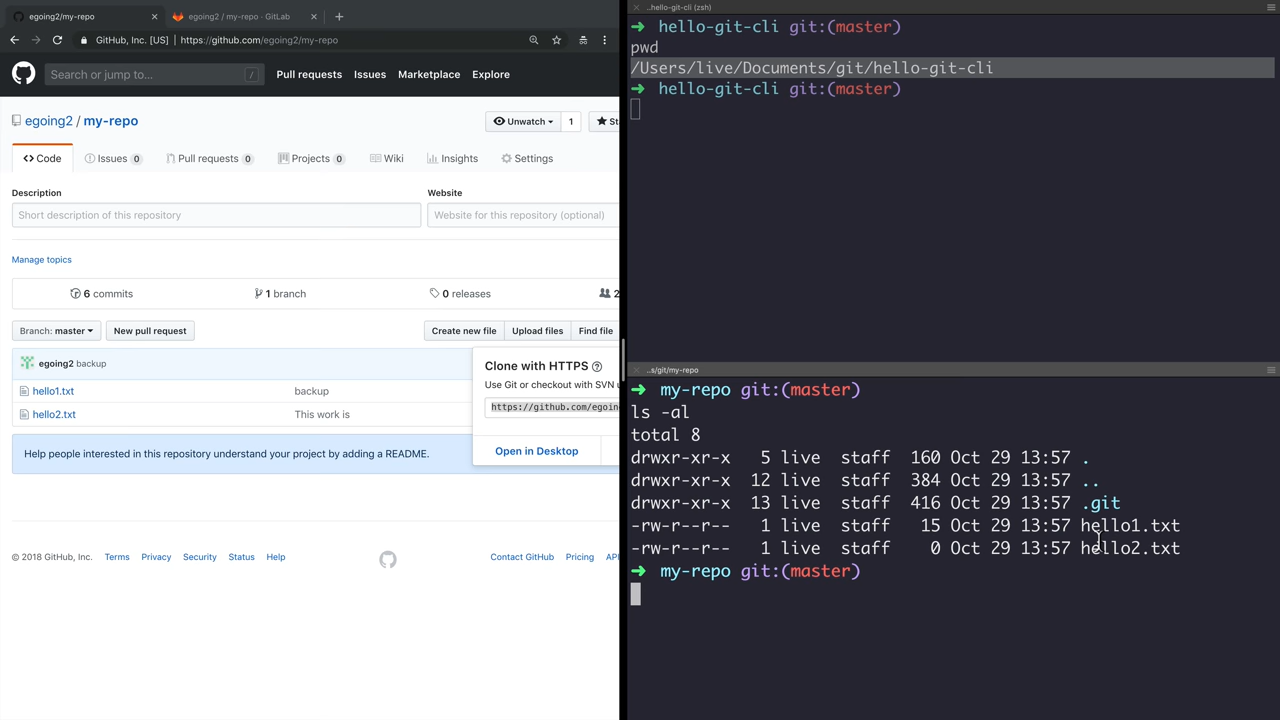 egoing2/my-repo
egoing2 / my-repo · GitLab
GitHub, Inc. [US] | https://github.com/egoing2/my-repo
Search or jump to... /
Pull requests Issues Marketplace Explore
egoing2 / my-repo
Unwatch 1 St
Code Issues 0 Pull requests 0 Projects 0 Wiki Insights Settings
Description Website
Short description of this repository Website for this repository (optional)
Manage topics
6 commits 1 branch 0 releases 2
Branch: master New pull request Create new file Upload files Find file
egoing2 backup
hello1.txt backup
hello2.txt This work is
Clone with HTTPS ?
Use Git or checkout with SVN u
https://github.com/egoin
Open in Desktop
Help people interested in this repository understand your project by adding a README.
© 2018 GitHub, Inc. Terms Privacy Security Status Help Contact GitHub Pricing API
..hello-git-cli (zsh)
➜ hello-git-cli git:(master)
pwd
/Users/live/Documents/git/hello-git-cli
➜ hello-git-cli git:(master)
..s/git/my-repo
➜ my-repo git:(master)
ls -al
total 8
drwxr-xr-x 5 live staff 160 Oct 29 13:57 .
drwxr-xr-x 12 live staff 384 Oct 29 13:57 ..
drwxr-xr-x 13 live staff 416 Oct 29 13:57 .git
-rw-r--r-- 1 live staff 15 Oct 29 13:57 hello1.txt
-rw-r--r-- 1 live staff 0 Oct 29 13:57 hello2.txt
➜ my-repo git:(master)